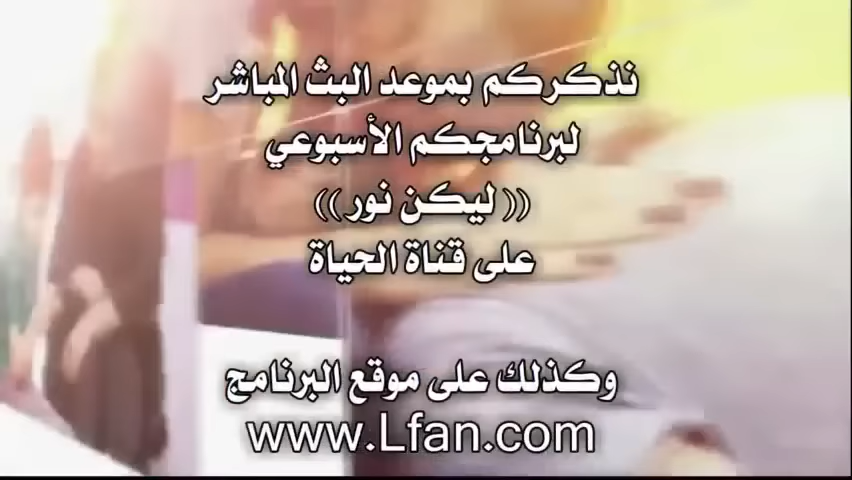 نذكركم بموعد البث المباشر
لبرنامجكم الأسبوعي
(( ليكن نور ))
على قناة الحياة
وكذلك على موقع البرنامج
www.Lfan.com